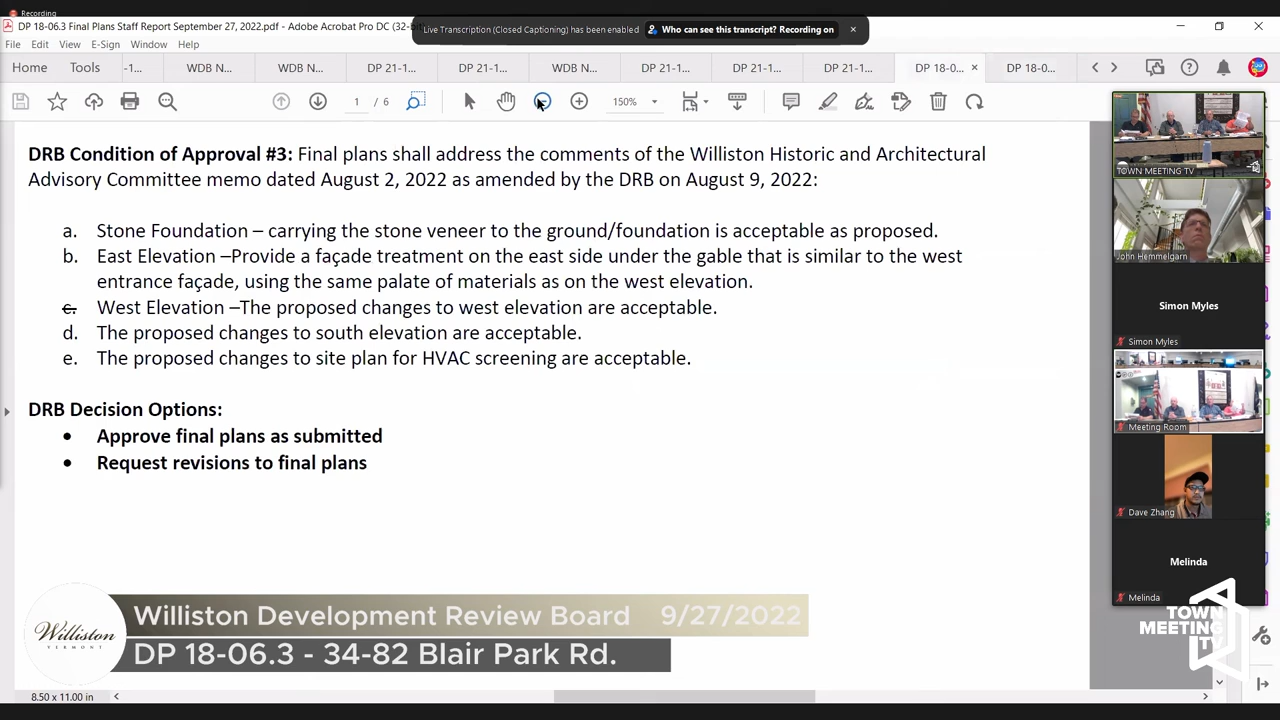 Recording
DP 18-06.3 Final Plans Staff Report September 27, 2022.pdf - Adobe Acrobat Pro DC (32-
Live Transcription (Closed Captioning) has been enabled
Who can see this transcript? Recording on
File Edit View E-Sign Window Help
Home Tools -1... WDB N... WDB N... DP 21-1... DP 21-1... WDB N... DP 21-1... DP 21-1... DP 21-1... DP 18-0... DP 18-0...
1 / 6 150%
DRB Condition of Approval #3: Final plans shall address the comments of the Williston Historic and Architectural
Advisory Committee memo dated August 2, 2022 as amended by the DRB on August 9, 2022:
a. Stone Foundation – carrying the stone veneer to the ground/foundation is acceptable as proposed.
b. East Elevation –Provide a façade treatment on the east side under the gable that is similar to the west
entrance façade, using the same palate of materials as on the west elevation.
c. West Elevation –The proposed changes to west elevation are acceptable.
d. The proposed changes to south elevation are acceptable.
e. The proposed changes to site plan for HVAC screening are acceptable.
DRB Decision Options:
• Approve final plans as submitted
• Request revisions to final plans
TOWN MEETING TV
John Hemmelgarn
Simon Myles
Simon Myles
Meeting Room
Dave Zhang
Melinda
Melinda
Williston
VERMONT
Williston Development Review Board 9/27/2022
DP 18-06.3 - 34-82 Blair Park Rd.
TOWN
MEETING
TV
8.50 x 11.00 in